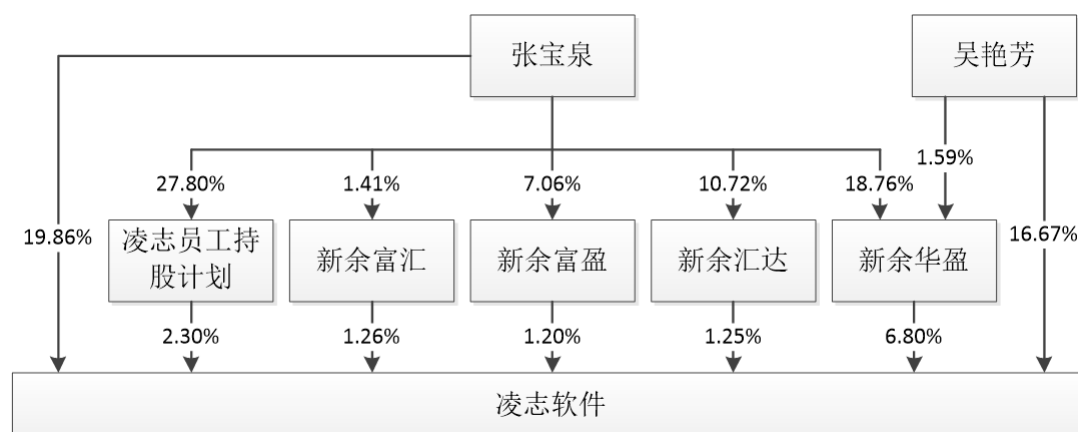 张宝泉
吴艳芳
1.59%
27.80%
1.41%
7.06%
10.72%
18.76%
19.86%
凌志员工持
股计划
新余富汇
新余富盈
新余汇达
新余华盈
16.67%
2.30%
1.26%
1.20%
1.25%
6.80%
凌志软件